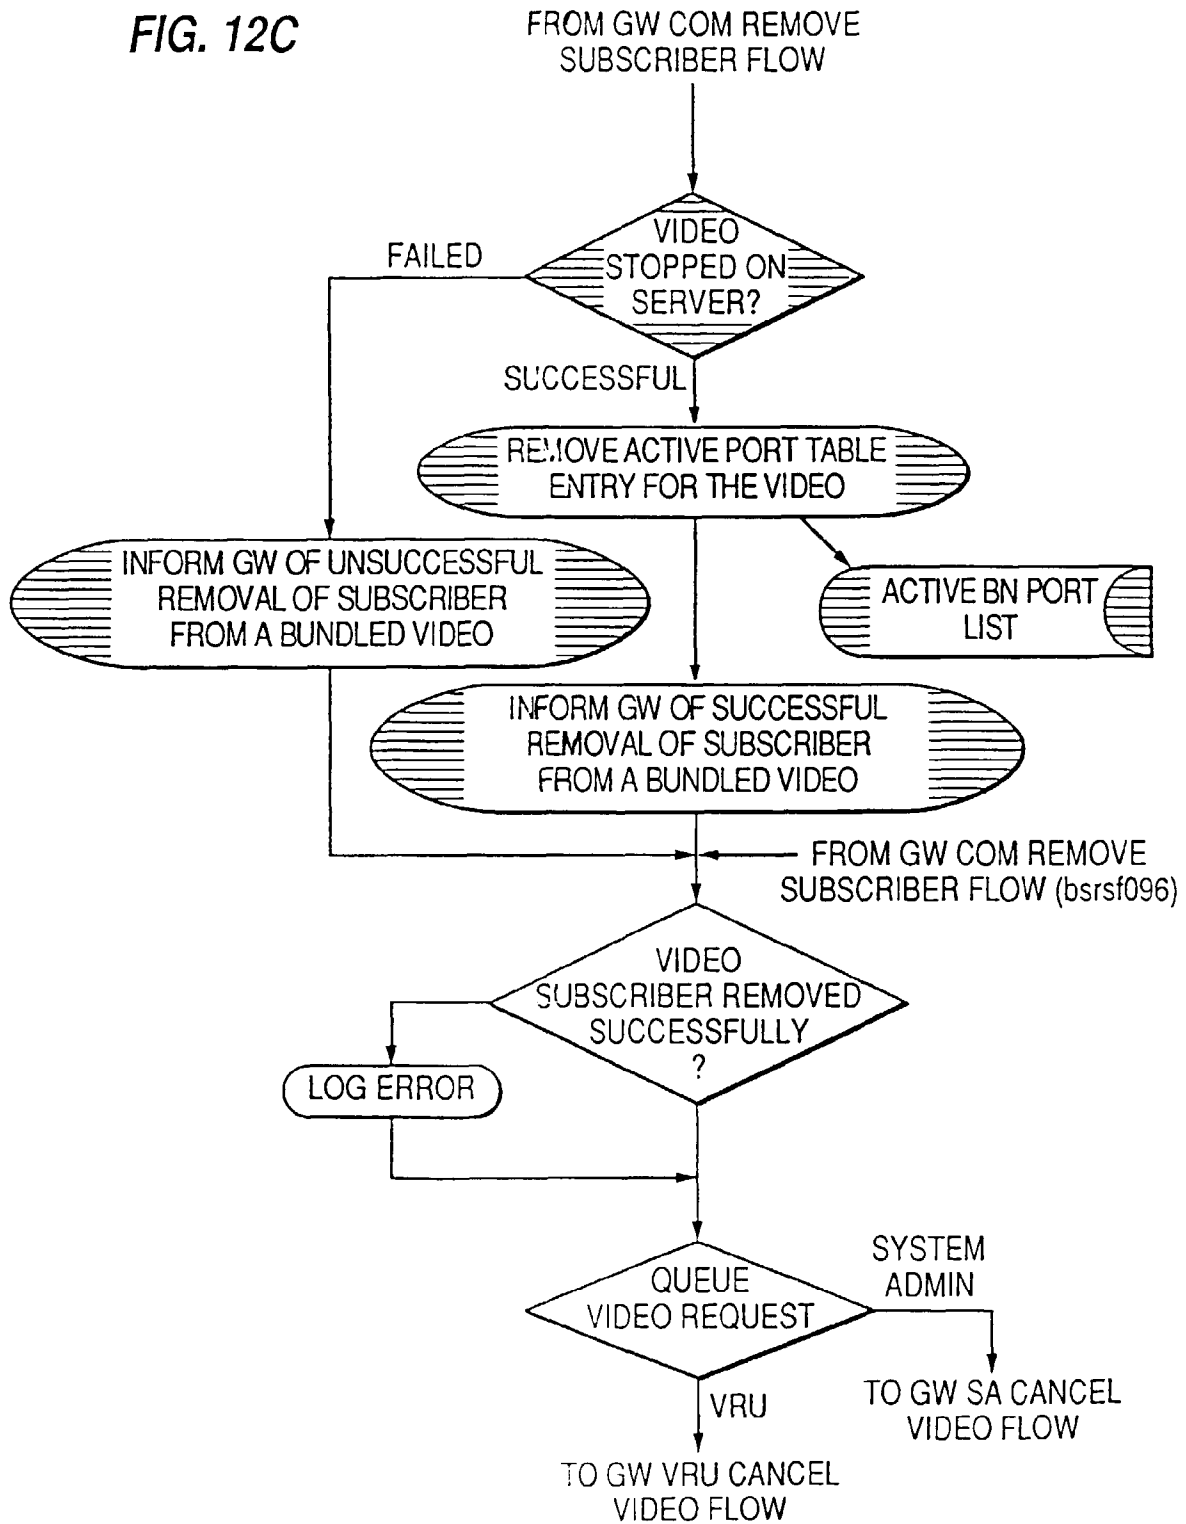 FIG. 12C
FROM GW COM REMOVE
SUBSCRIBER FLOW
VIDEO
STOPPED ON
SERVER?
FAILED
SUCCESSFUL
REMOVE ACTIVE PORT TABLE
ENTRY FOR THE VIDEO
INFORM GW OF UNSUCCESSFUL
REMOVAL OF SUBSCRIBER
FROM A BUNDLED VIDEO
ACTIVE BN PORT
LIST
INFORM GW OF SUCCESSFUL
REMOVAL OF SUBSCRIBER
FROM A BUNDLED VIDEO
FROM GW COM REMOVE
SUBSCRIBER FLOW (bsrsf096)
VIDEO
SUBSCRIBER REMOVED
SUCCESSFULLY
?
LOG ERROR
QUEUE
VIDEO REQUEST
SYSTEM
ADMIN
TO GW SA CANCEL
VIDEO FLOW
VRU
TO GW VRU CANCEL
VIDEO FLOW